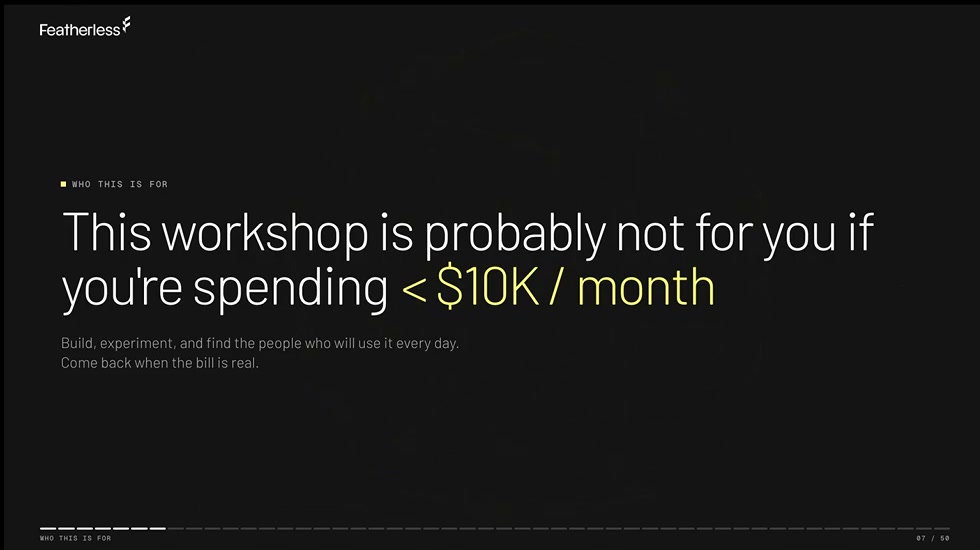 Featherless
WHO THIS IS FOR
This workshop is probably not for you if
you're spending < $10K / month
Build, experiment, and find the people who will use it every day.
Come back when the bill is real.
WHO THIS IS FOR
07 / 50